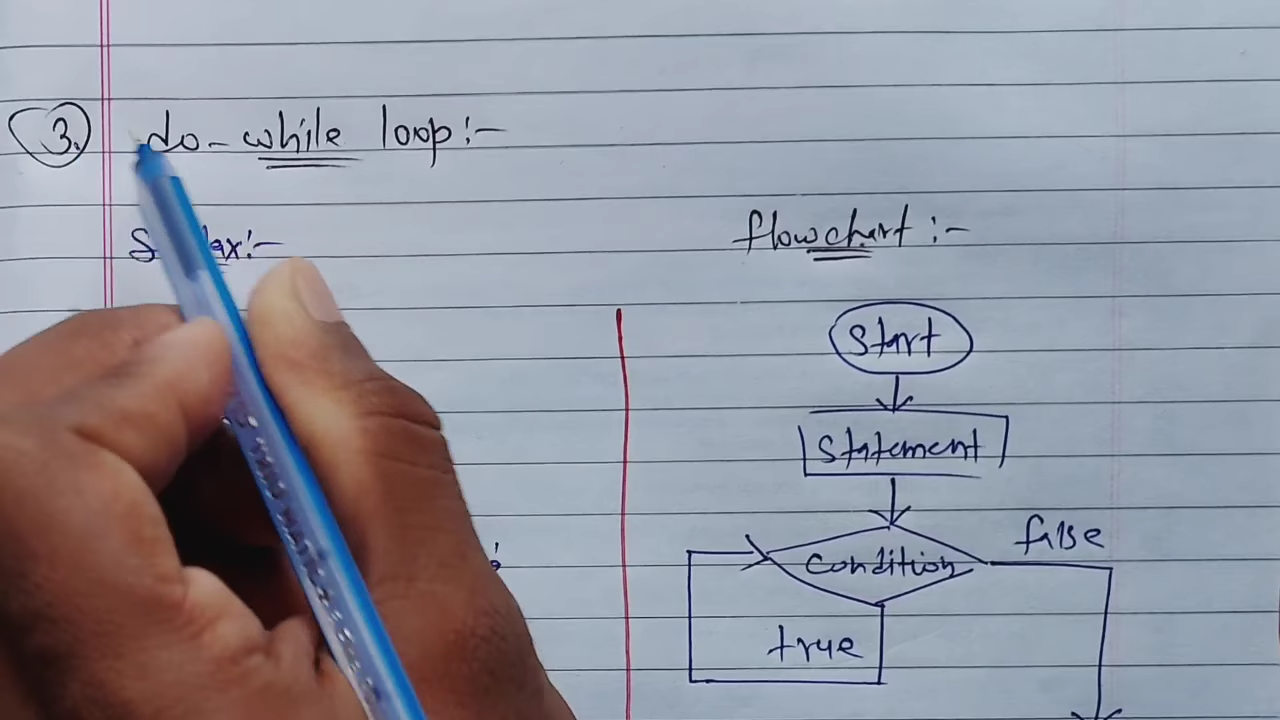 3. do-while loop:-
flowchart:-
Start
Statement
Condition
false
true